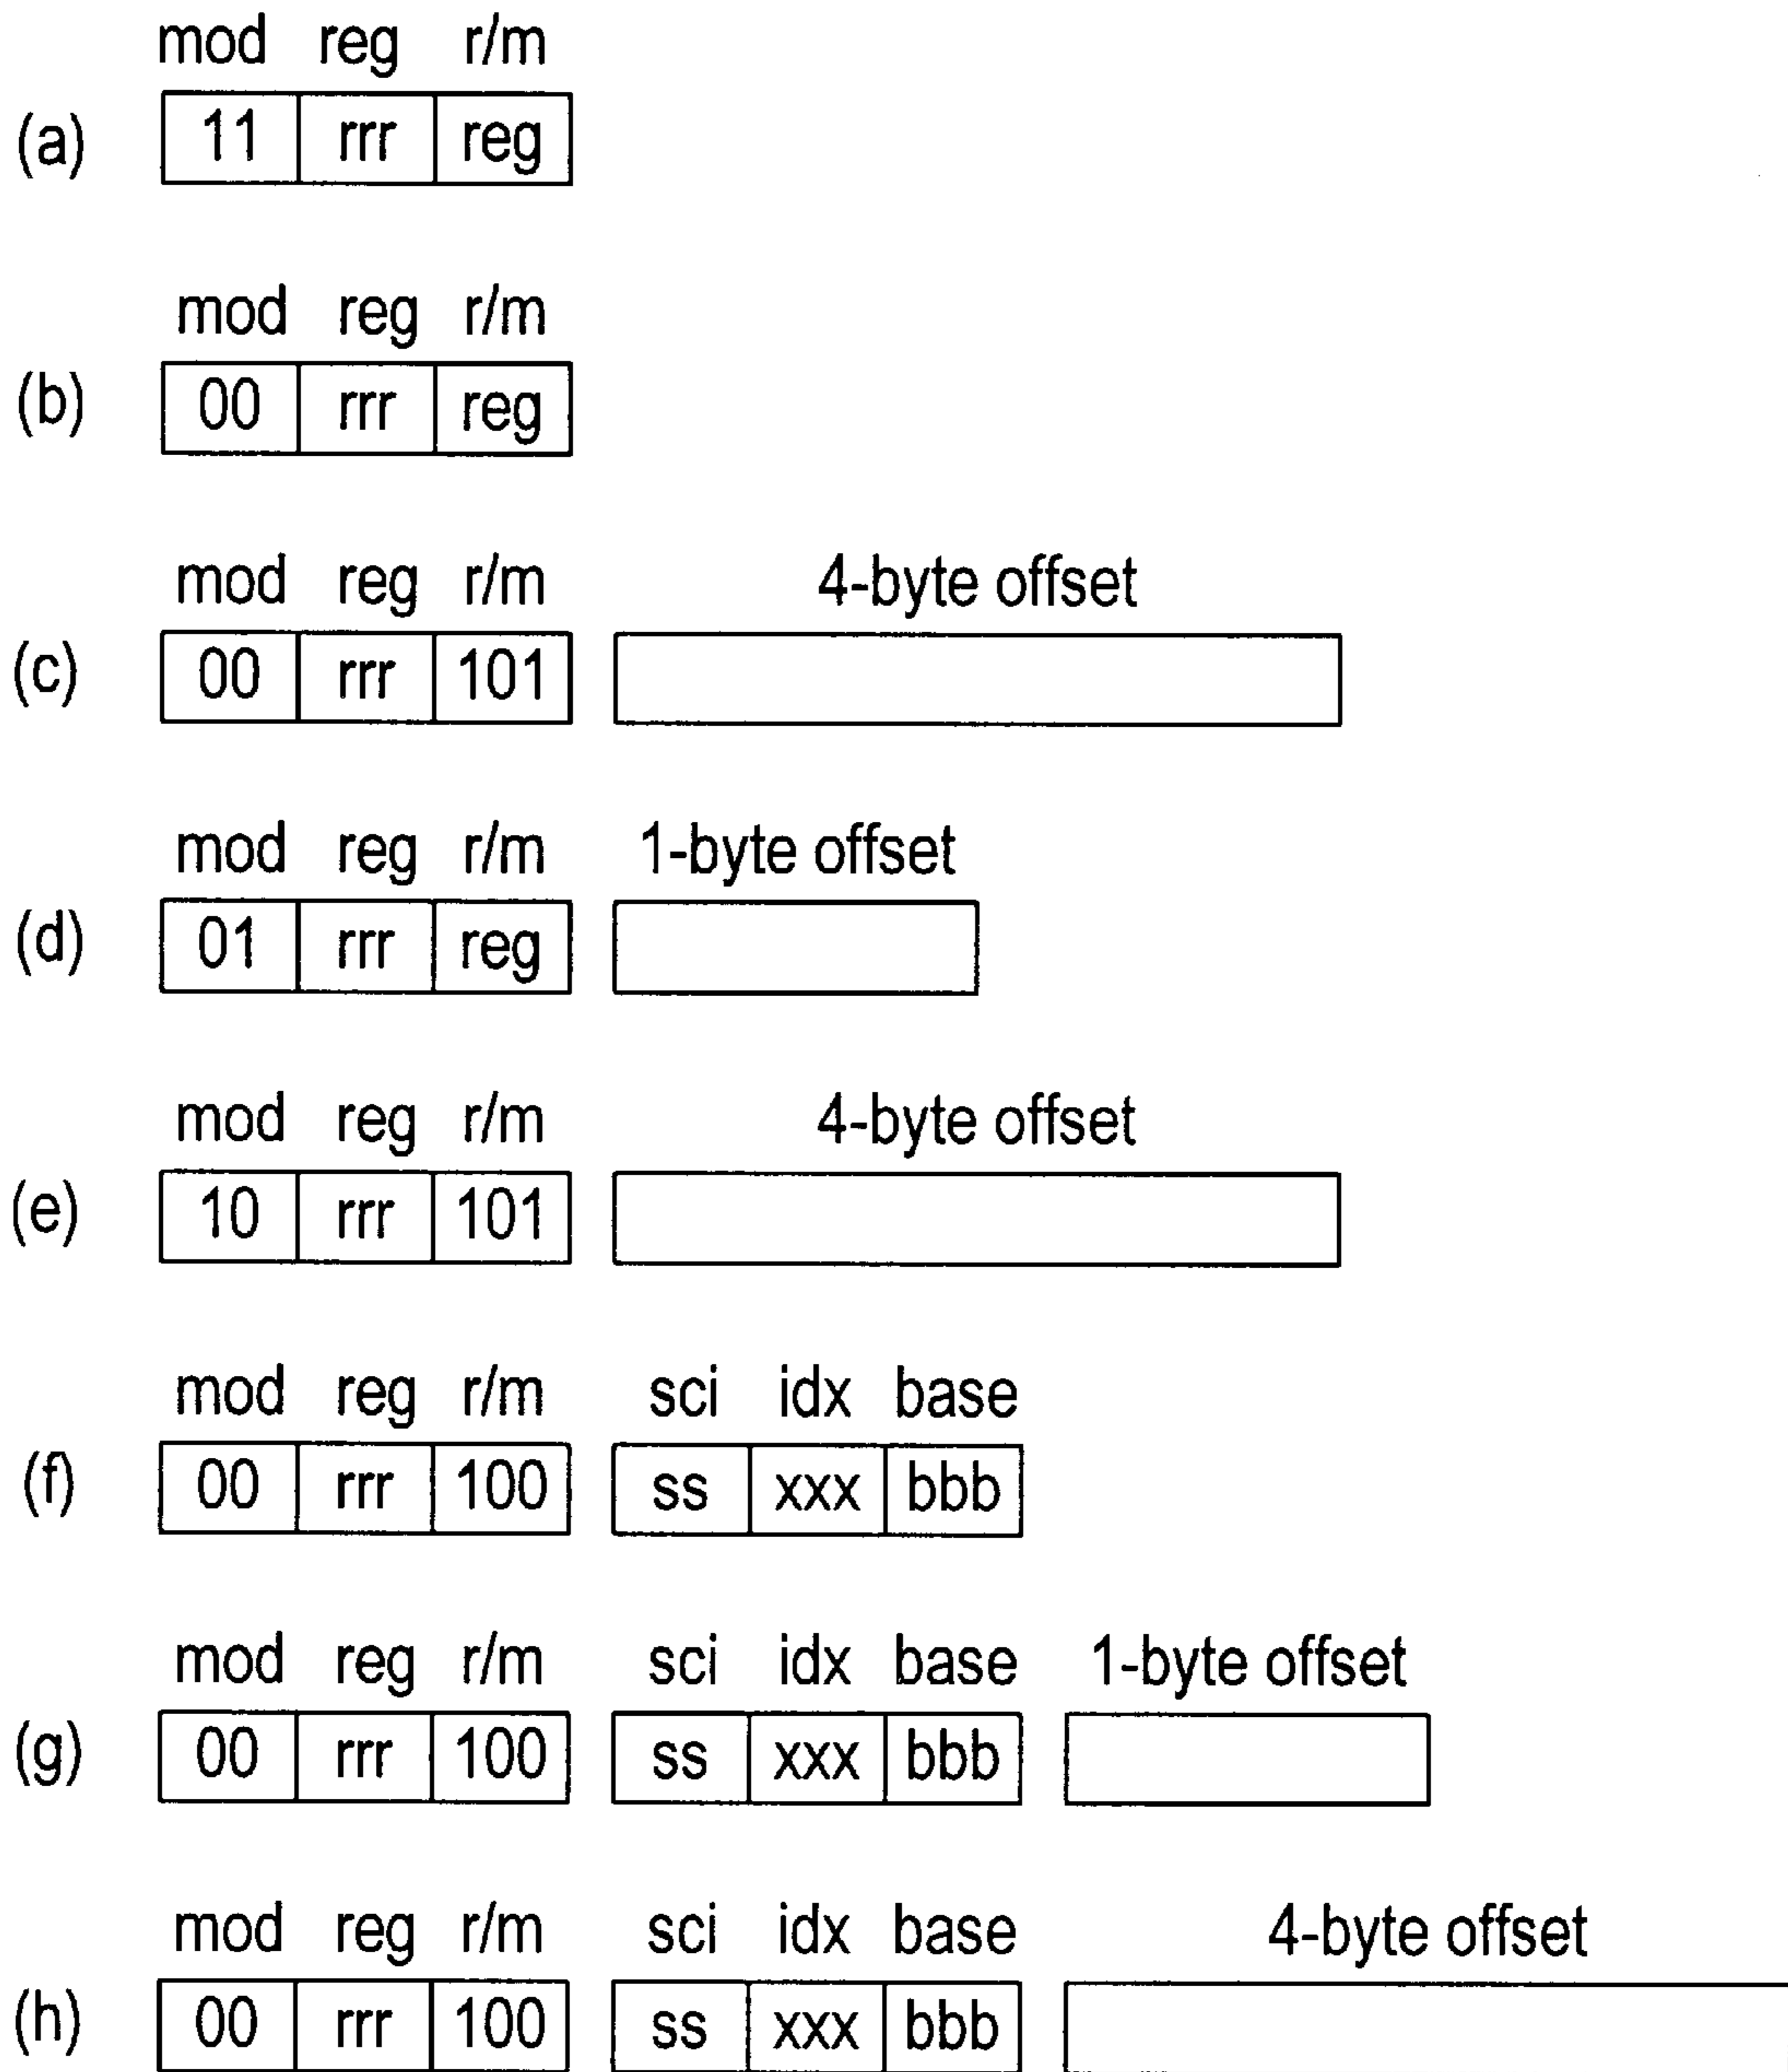 mod reg r/m
(a) 11 rrr reg
mod reg r/m
(b) 00 rrr reg
mod reg r/m 4-byte offset
(c) 00 rrr 101
mod reg r/m 1-byte offset
(d) 01 rrr reg
mod reg r/m 4-byte offset
(e) 10 rrr 101
mod reg r/m sci idx base
(f) 00 rrr 100 ss xxx bbb
mod reg r/m sci idx base 1-byte offset
(g) 00 rrr 100 ss xxx bbb
mod reg r/m sci idx base 4-byte offset
(h) 00 rrr 100 ss xxx bbb